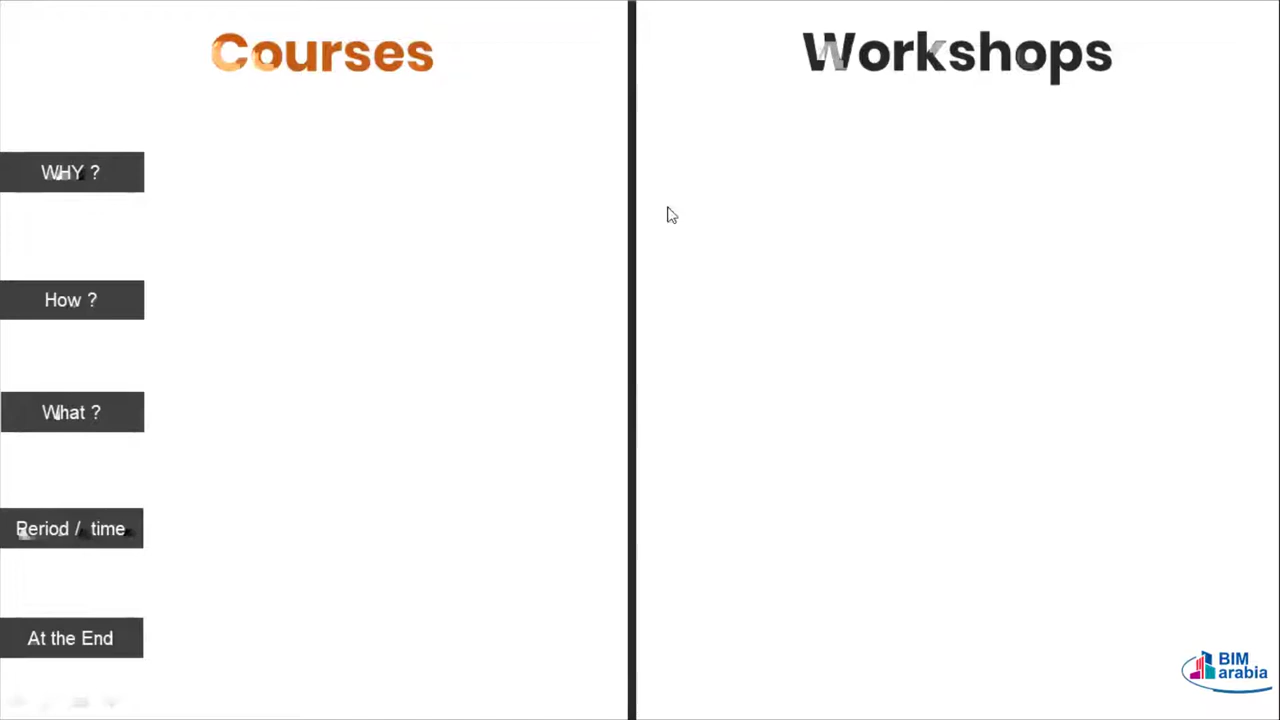 Courses
Workshops
WHY ?
How ?
What ?
Period / time
At the End
BIM
arabia